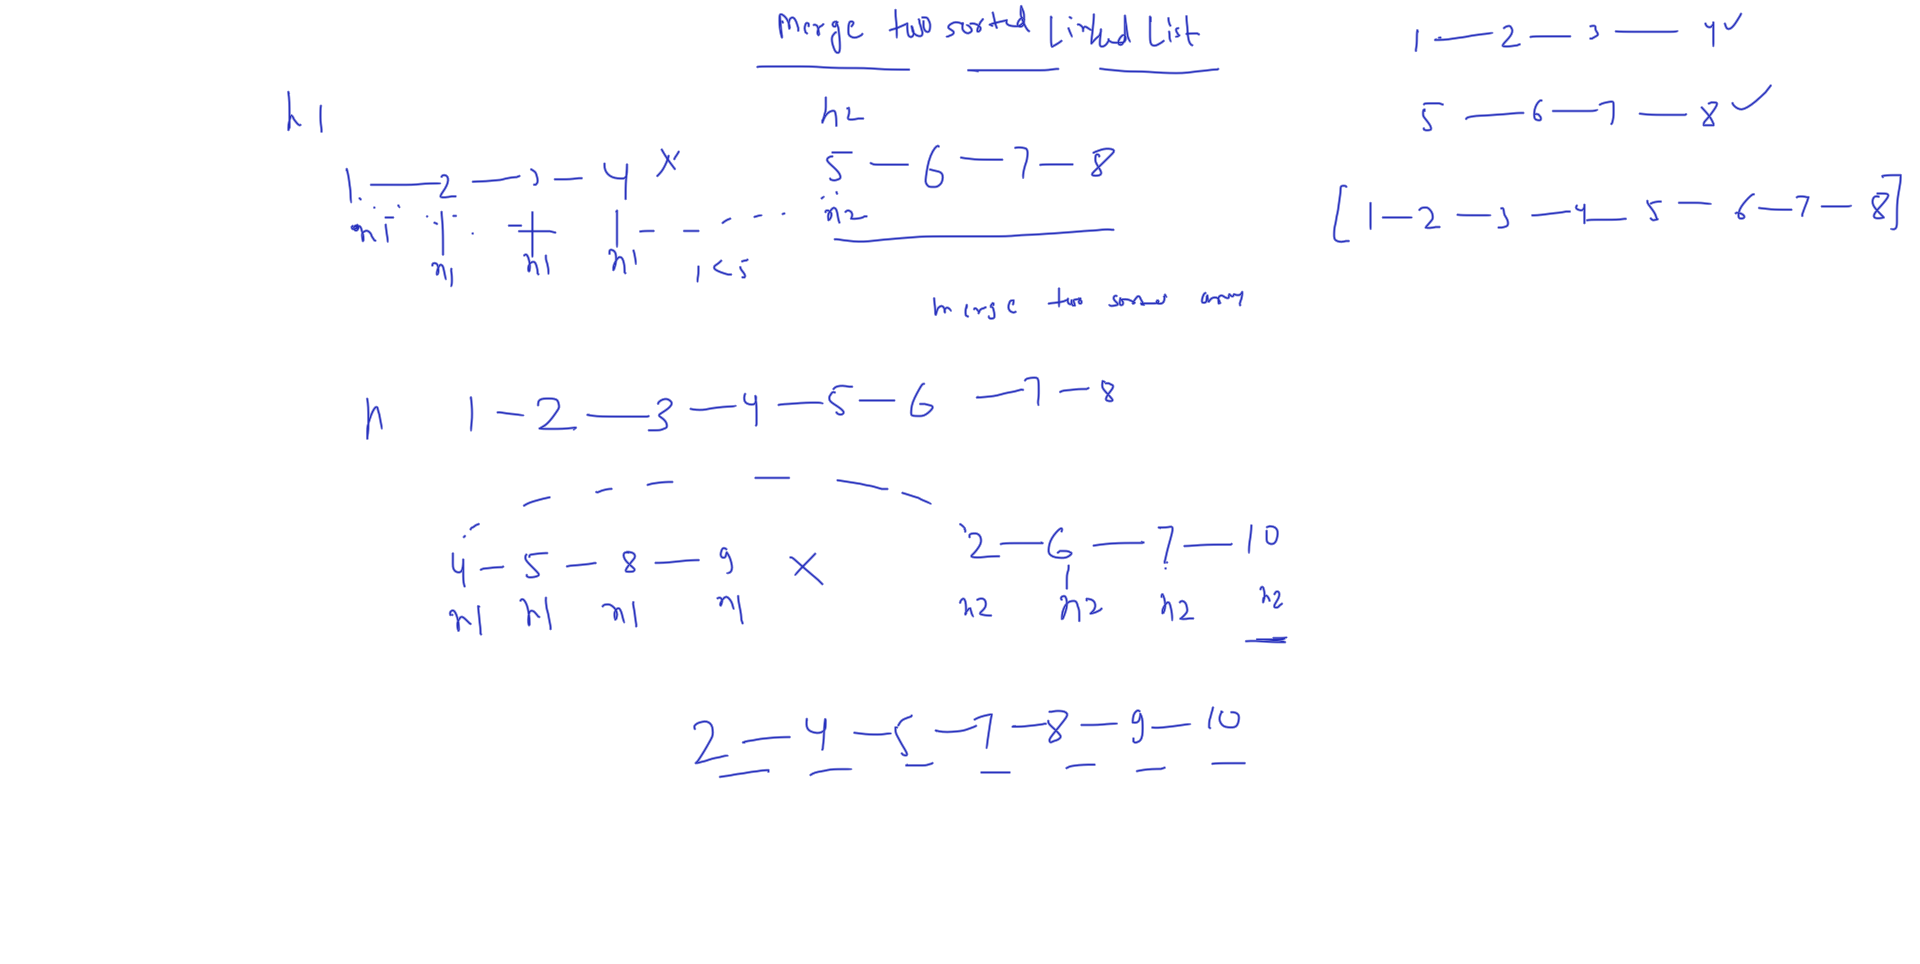 Merge two sorted Linked List
1 — 2 — 3 — 4 ✓
5 — 6 — 7 — 8 ✓
[1 — 2 — 3 — 4 — 5 — 6 — 7 — 8]
h1
h2
1 — 2 — 3 — 4 x
5 — 6 — 7 — 8
n1 n1 n1 n1
n2
1 < 5
merge two
h 1 — 2 — 3 — 4 — 5 — 6 — 7 — 8
4 — 5 — 8 — 9 x
2 — 6 — 7 — 10
n1 n1 n1 n1
n2 n2 n2 n2
2 — 4 — 5 — 7 — 8 — 9 — 10